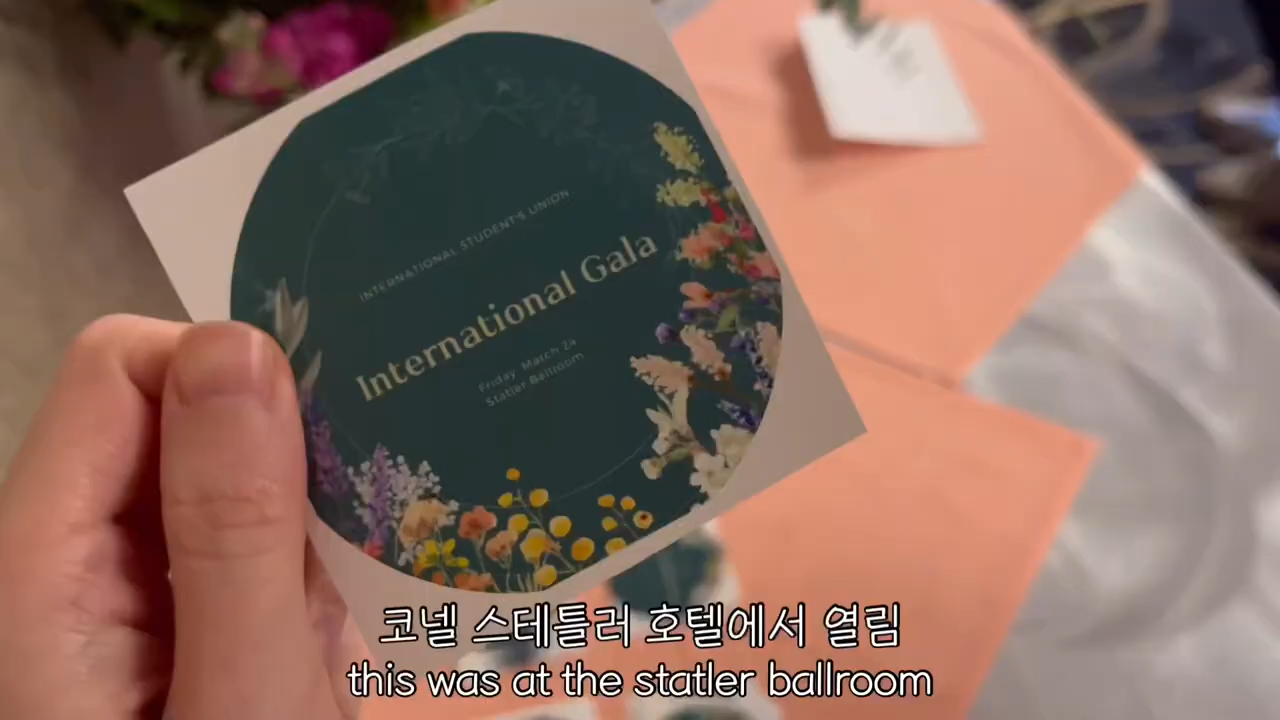 INTERNATIONAL STUDENT'S UNION
International Gala
Friday March 24
Statler Ballroom
코넬 스테틀러 호텔에서 열림
this was at the statler ballroom